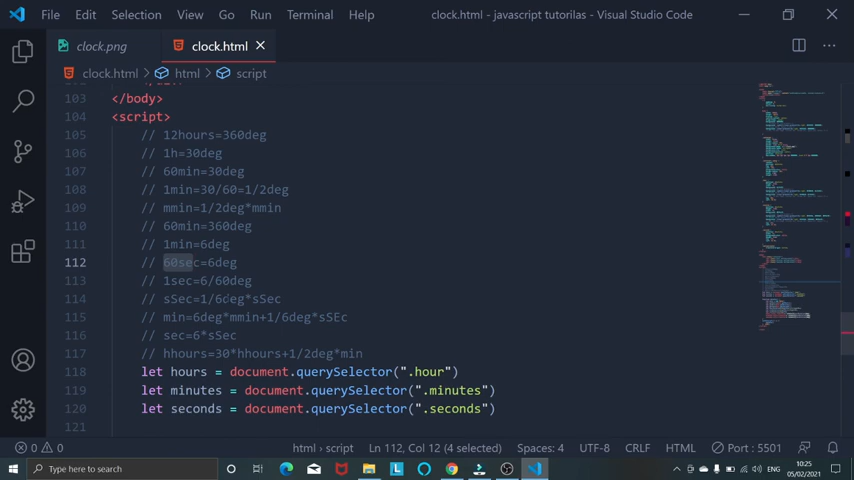 File Edit Selection View Go Run Terminal Help clock.html - javascript tutorilas - Visual Studio Code
clock.png clock.html
clock.html > html > script
103 </body>
104 <script>
105 // 12hours=360deg
106 // 1h=30deg
107 // 60min=30deg
108 // 1min=30/60=1/2deg
109 // mmin=1/2deg*mmin
110 // 60min=360deg
111 // 1min=6deg
112 // 60sec=6deg
113 // 1sec=6/60deg
114 // sSec=1/6deg*sSec
115 // min=6deg*mmin+1/6deg*sSEc
116 // sec=6*sSec
117 // hhours=30*hhours+1/2deg*min
118 let hours = document.querySelector(".hour")
119 let minutes = document.querySelector(".minutes")
120 let seconds = document.querySelector(".seconds")
121
0 0 html > script Ln 112, Col 12 (4 selected) Spaces: 4 UTF-8 CRLF HTML Port : 5501
Type here to search ENG 10:25
05/02/2021